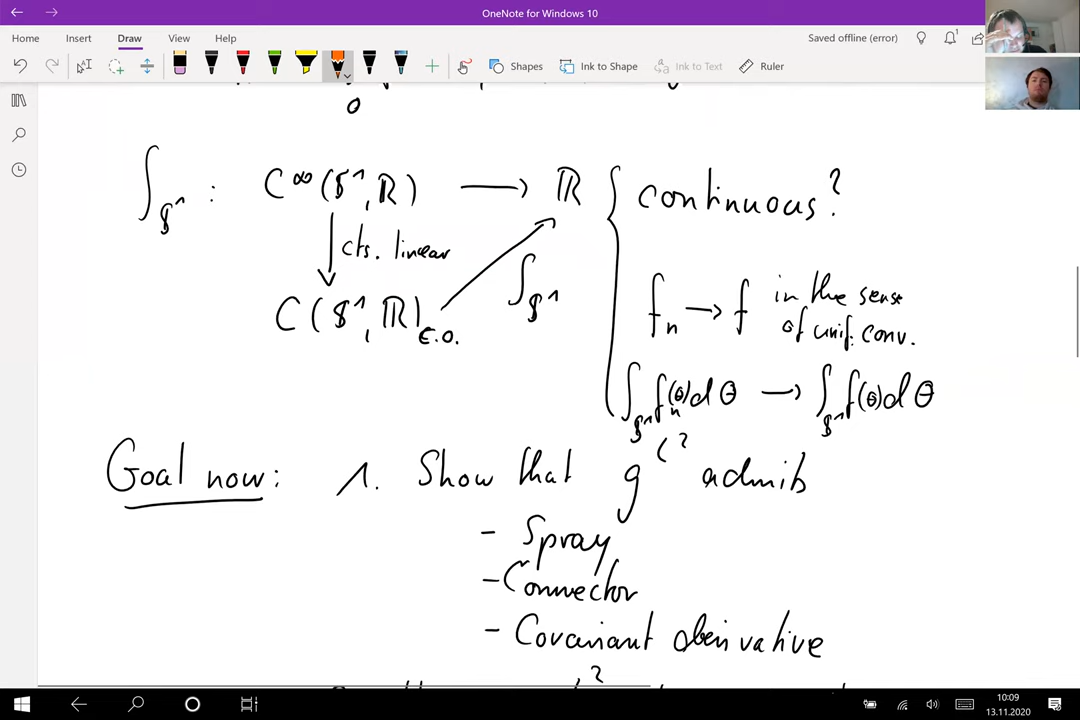 OneNote for Windows 10
Home Insert Draw View Help
Saved offline (error)
Shapes Ink to Shape Ink to Text Ruler
0
∫_{S^1} : C^∞(S^1, ℝ) ⟶ ℝ { continuous?
↓ cts. linear
C(S^1, ℝ)_{c.o.} ∫_{S^1}
f_n → f in the sense
of unif. conv.
∫_{S^1} f_n(θ)dθ → ∫_{S^1} f(θ)dθ
Goal now: 1. Show that g^{L^2} admits
- Spray
- Connector
- Covariant derivative
10:09
13.11.2020